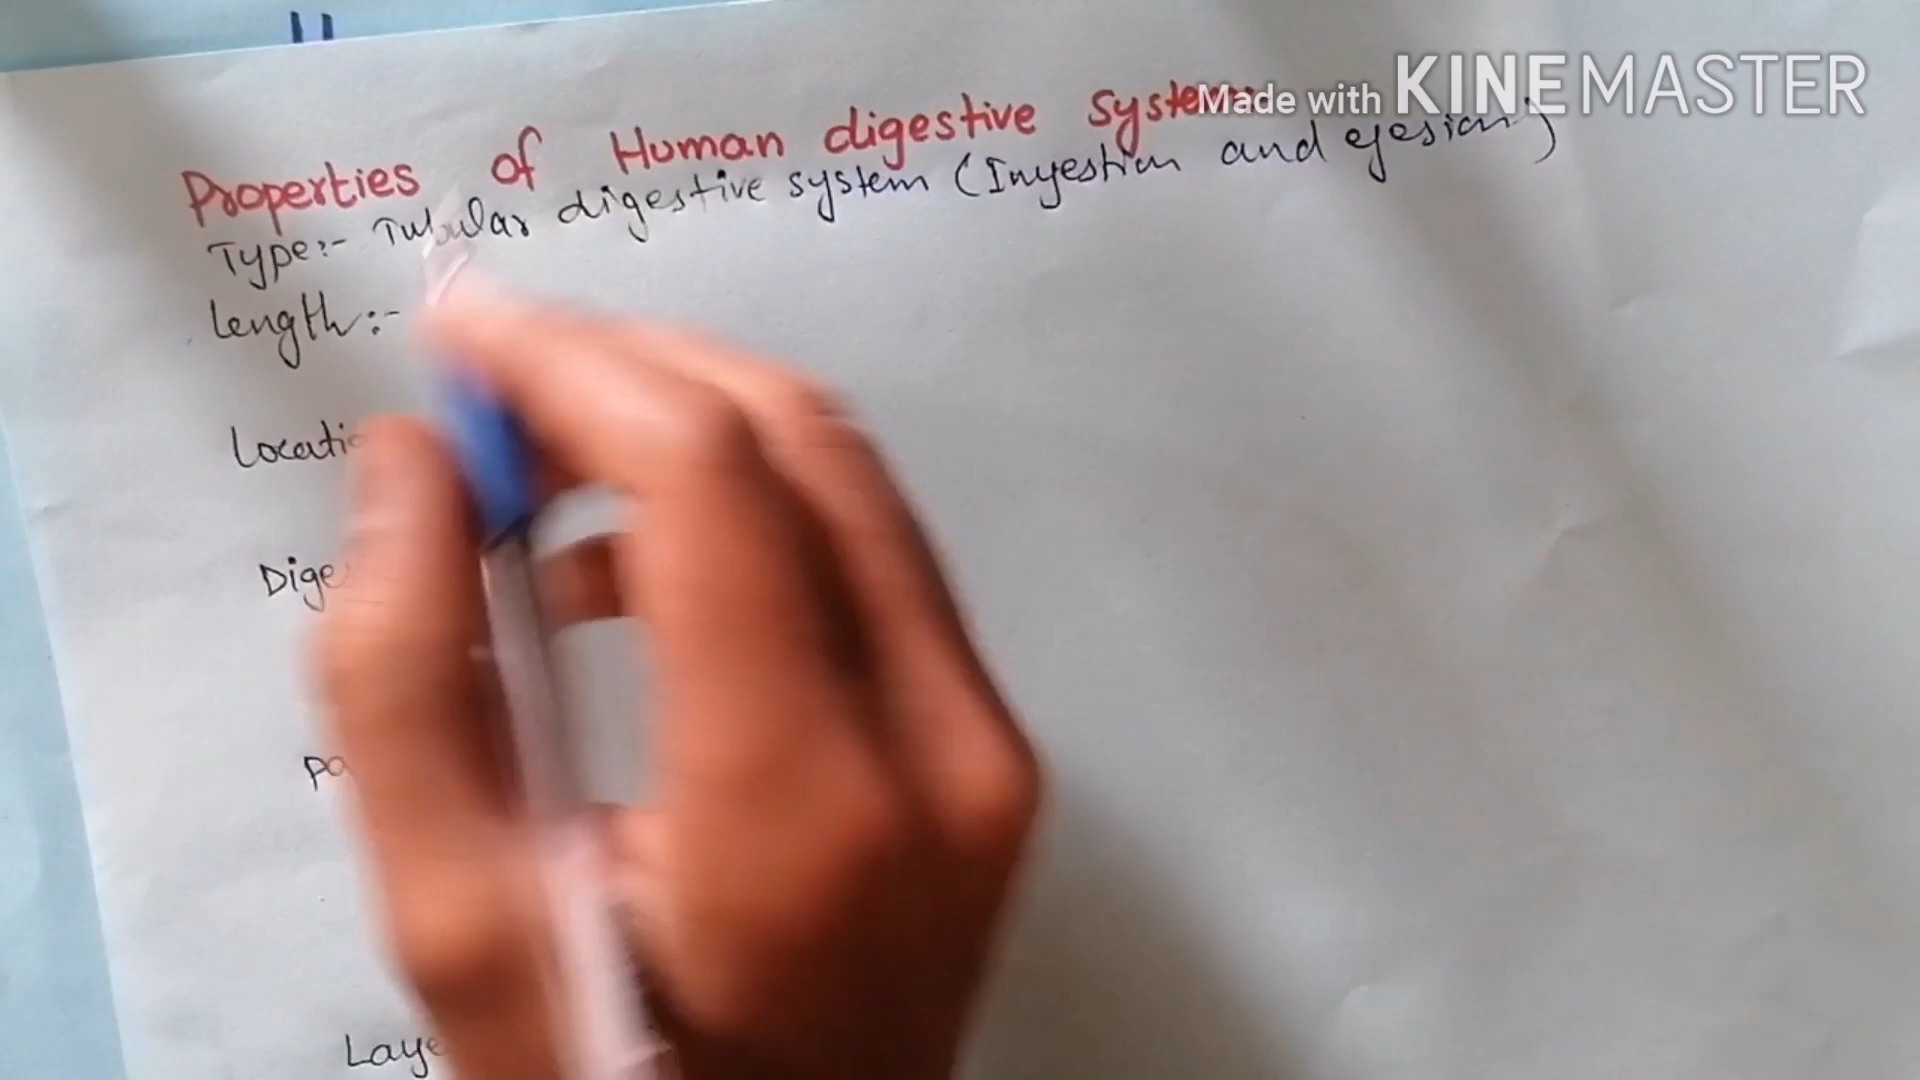 Made with KINEMASTER
Properties of Human digestive system:
Type:- Tubular digestive system (Ingestion and egesion)
Length:-
Locatio
Dige
Pa
Laye